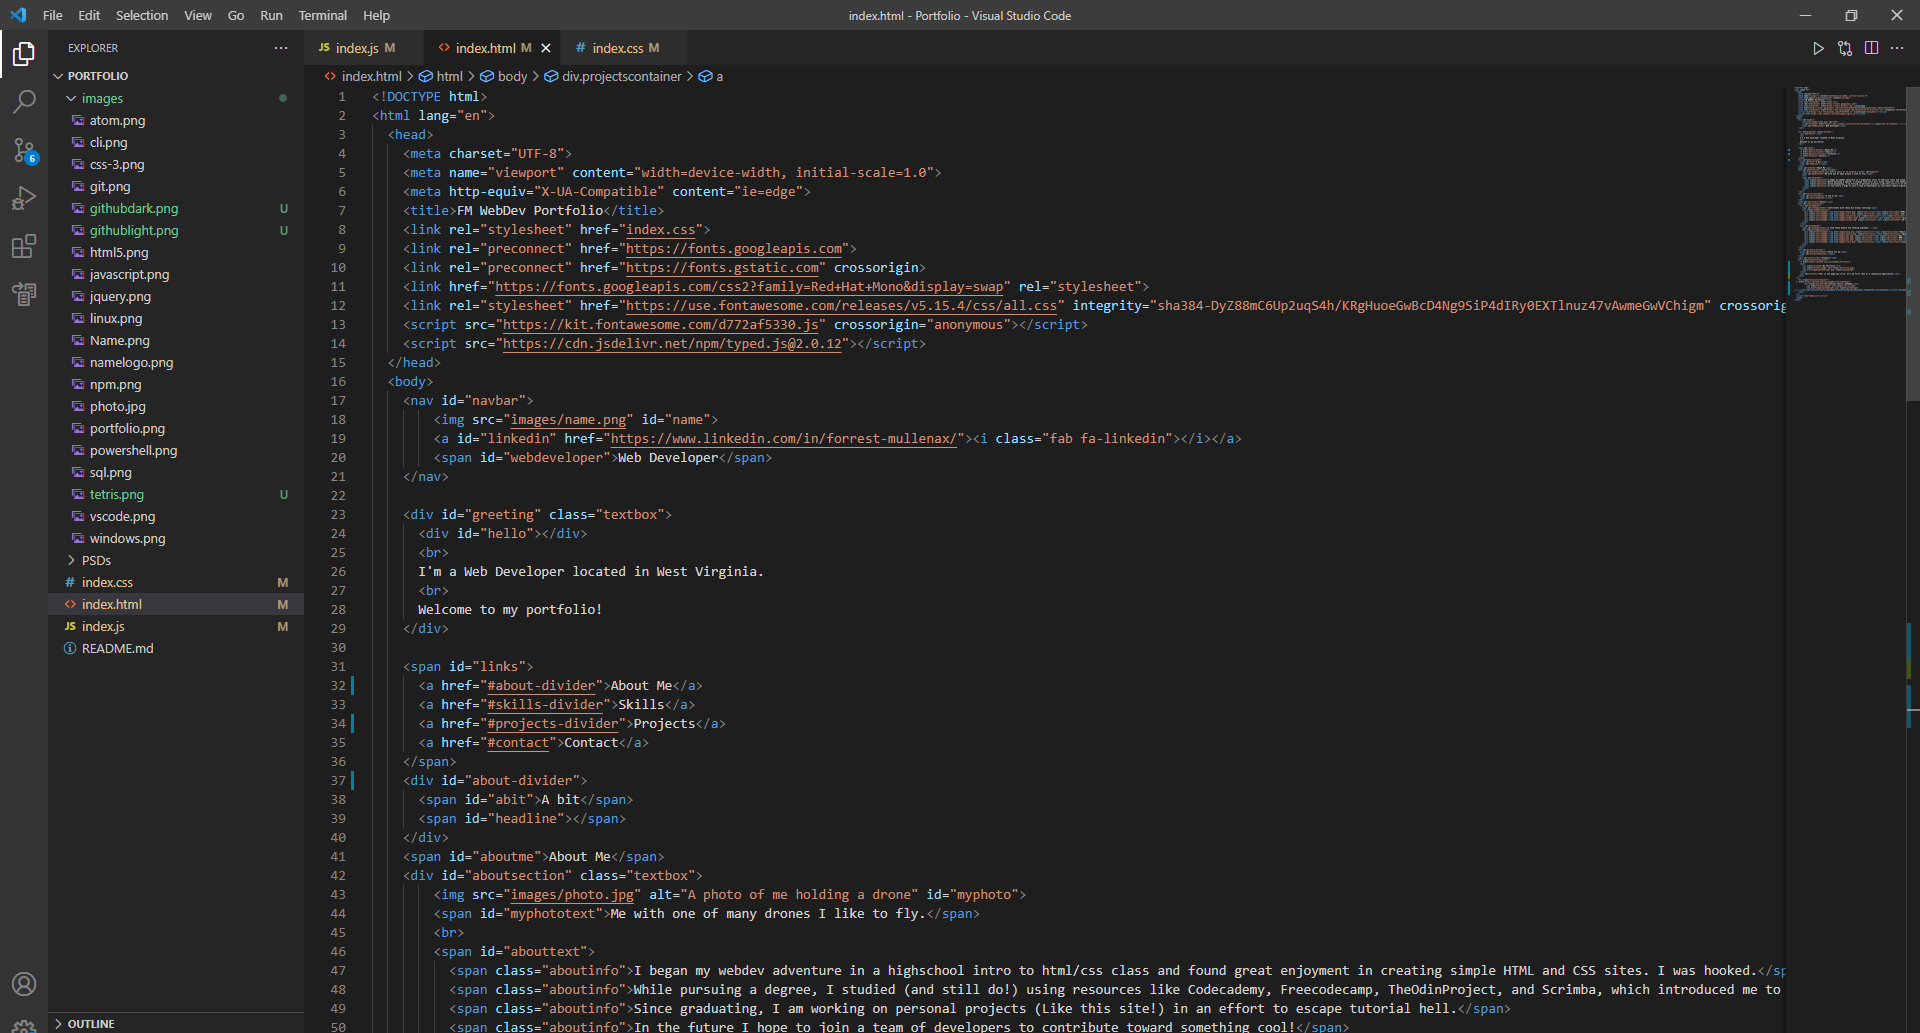 File Edit Selection View Go Run Terminal Help
index.html - Portfolio - Visual Studio Code
EXPLORER
PORTFOLIO
images
atom.png
cli.png
css-3.png
git.png
githubdark.png U
githublight.png U
html5.png
javascript.png
jquery.png
linux.png
Name.png
namelogo.png
npm.png
photo.jpg
portfolio.png
powershell.png
sql.png
tetris.png U
vscode.png
windows.png
PSDs
# index.css M
<> index.html M
JS index.js M
README.md
OUTLINE
6
JS index.js M <> index.html M # index.css M
<> index.html > html > body > div.projectscontainer > a
1 <!DOCTYPE html>
2 <html lang="en">
3 <head>
4 <meta charset="UTF-8">
5 <meta name="viewport" content="width=device-width, initial-scale=1.0">
6 <meta http-equiv="X-UA-Compatible" content="ie=edge">
7 <title>FM WebDev Portfolio</title>
8 <link rel="stylesheet" href="index.css">
9 <link rel="preconnect" href="https://fonts.googleapis.com">
10 <link rel="preconnect" href="https://fonts.gstatic.com" crossorigin>
11 <link href="https://fonts.googleapis.com/css2?family=Red+Hat+Mono&display=swap" rel="stylesheet">
12 <link rel="stylesheet" href="https://use.fontawesome.com/releases/v5.15.4/css/all.css" integrity="sha384-DyZ88mC6Up2uqS4h/KRgHuoeGwBcD4Ng9SiP4dIRy0EXTlnuz47vAwmeGwVChigm" crossorig
13 <script src="https://kit.fontawesome.com/d772af5330.js" crossorigin="anonymous"></script>
14 <script src="https://cdn.jsdelivr.net/npm/typed.js@2.0.12"></script>
15 </head>
16 <body>
17 <nav id="navbar">
18 <img src="images/name.png" id="name">
19 <a id="linkedin" href="https://www.linkedin.com/in/forrest-mullenax/"><i class="fab fa-linkedin"></i></a>
20 <span id="webdeveloper">Web Developer</span>
21 </nav>
22
23 <div id="greeting" class="textbox">
24 <div id="hello"></div>
25 <br>
26 I'm a Web Developer located in West Virginia.
27 <br>
28 Welcome to my portfolio!
29 </div>
30
31 <span id="links">
32 <a href="#about-divider">About Me</a>
33 <a href="#skills-divider">Skills</a>
34 <a href="#projects-divider">Projects</a>
35 <a href="#contact">Contact</a>
36 </span>
37 <div id="about-divider">
38 <span id="abit">A bit</span>
39 <span id="headline"></span>
40 </div>
41 <span id="aboutme">About Me</span>
42 <div id="aboutsection" class="textbox">
43 <img src="images/photo.jpg" alt="A photo of me holding a drone" id="myphoto">
44 <span id="myphototext">Me with one of many drones I like to fly.</span>
45 <br>
46 <span id="abouttext">
47 <span class="aboutinfo">I began my webdev adventure in a highschool intro to html/css class and found great enjoyment in creating simple HTML and CSS sites. I was hooked.</sp
48 <span class="aboutinfo">While pursuing a degree, I studied (and still do!) using resources like Codecademy, Freecodecamp, TheOdinProject, and Scrimba, which introduced me to
49 <span class="aboutinfo">Since graduating, I am working on personal projects (Like this site!) in an effort to escape tutorial hell.</span>
50 <span class="aboutinfo">In the future I hope to join a team of developers to contribute toward something cool!</span>